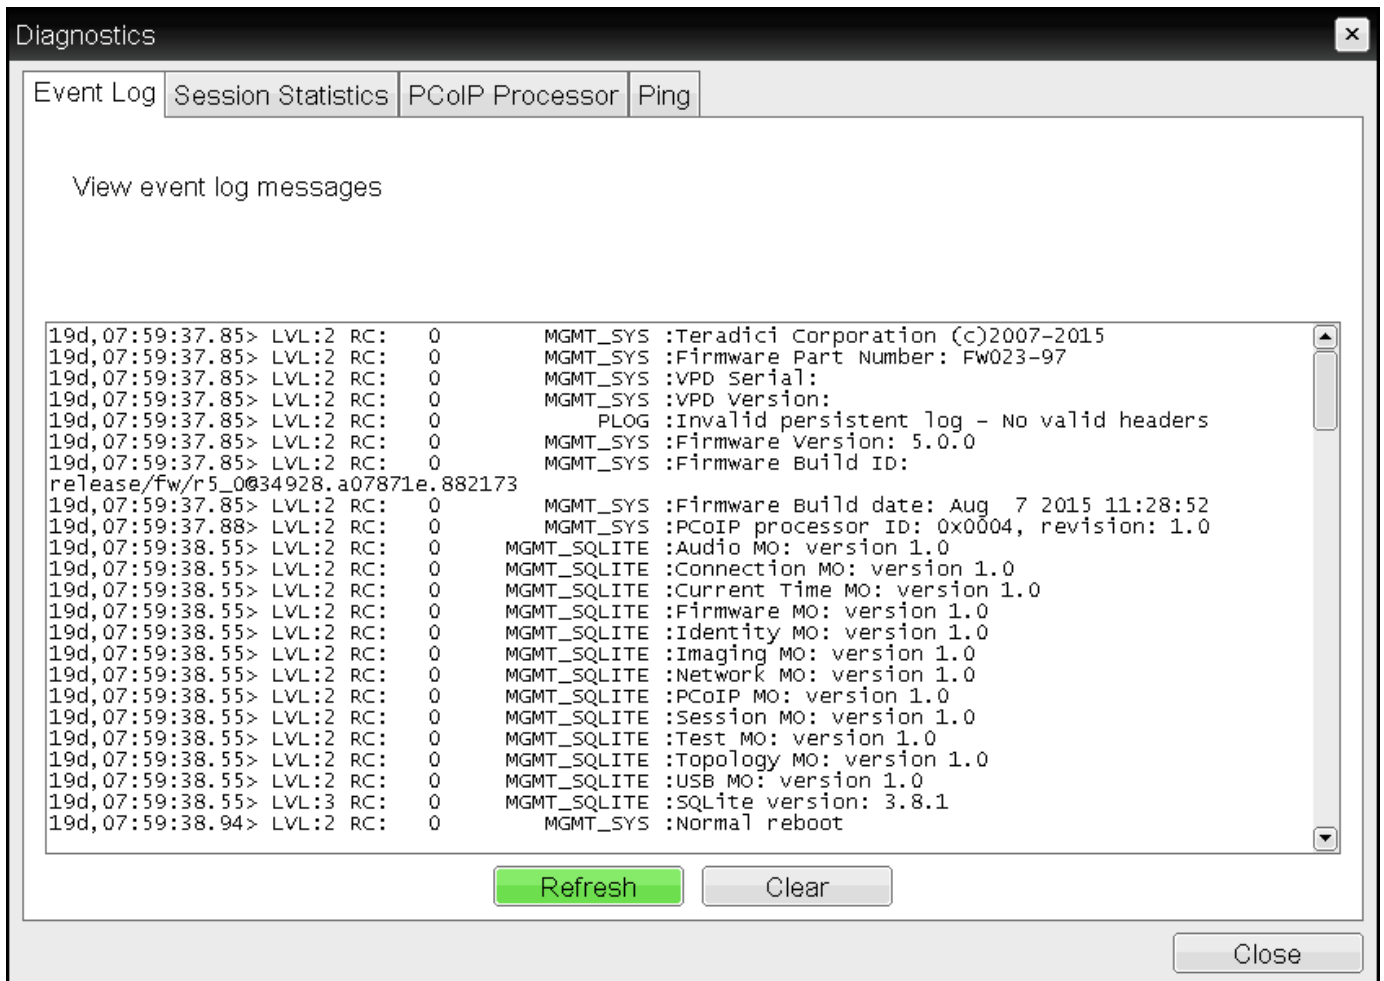 Diagnostics
Event Log Session Statistics PCoIP Processor Ping
View event log messages
19d,07:59:37.85> LVL:2 RC: 0 MGMT_SYS :Teradici Corporation (c)2007-2015
19d,07:59:37.85> LVL:2 RC: 0 MGMT_SYS :Firmware Part Number: FW023-97
19d,07:59:37.85> LVL:2 RC: 0 MGMT_SYS :VPD Serial:
19d,07:59:37.85> LVL:2 RC: 0 MGMT_SYS :VPD Version:
19d,07:59:37.85> LVL:2 RC: 0 PLOG :Invalid persistent log - No valid headers
19d,07:59:37.85> LVL:2 RC: 0 MGMT_SYS :Firmware Version: 5.0.0
19d,07:59:37.85> LVL:2 RC: 0 MGMT_SYS :Firmware Build ID:
release/fw/r5_0@34928.a07871e.882173
19d,07:59:37.85> LVL:2 RC: 0 MGMT_SYS :Firmware Build date: Aug 7 2015 11:28:52
19d,07:59:37.88> LVL:2 RC: 0 MGMT_SYS :PCoIP processor ID: 0x0004, revision: 1.0
19d,07:59:38.55> LVL:2 RC: 0 MGMT_SQLITE :Audio MO: version 1.0
19d,07:59:38.55> LVL:2 RC: 0 MGMT_SQLITE :Connection MO: version 1.0
19d,07:59:38.55> LVL:2 RC: 0 MGMT_SQLITE :Current Time MO: version 1.0
19d,07:59:38.55> LVL:2 RC: 0 MGMT_SQLITE :Firmware MO: version 1.0
19d,07:59:38.55> LVL:2 RC: 0 MGMT_SQLITE :Identity MO: version 1.0
19d,07:59:38.55> LVL:2 RC: 0 MGMT_SQLITE :Imaging MO: version 1.0
19d,07:59:38.55> LVL:2 RC: 0 MGMT_SQLITE :Network MO: version 1.0
19d,07:59:38.55> LVL:2 RC: 0 MGMT_SQLITE :PCoIP MO: version 1.0
19d,07:59:38.55> LVL:2 RC: 0 MGMT_SQLITE :Session MO: version 1.0
19d,07:59:38.55> LVL:2 RC: 0 MGMT_SQLITE :Test MO: version 1.0
19d,07:59:38.55> LVL:2 RC: 0 MGMT_SQLITE :Topology MO: version 1.0
19d,07:59:38.55> LVL:2 RC: 0 MGMT_SQLITE :USB MO: version 1.0
19d,07:59:38.55> LVL:3 RC: 0 MGMT_SQLITE :SQLite version: 3.8.1
19d,07:59:38.94> LVL:2 RC: 0 MGMT_SYS :Normal reboot
Refresh Clear
Close